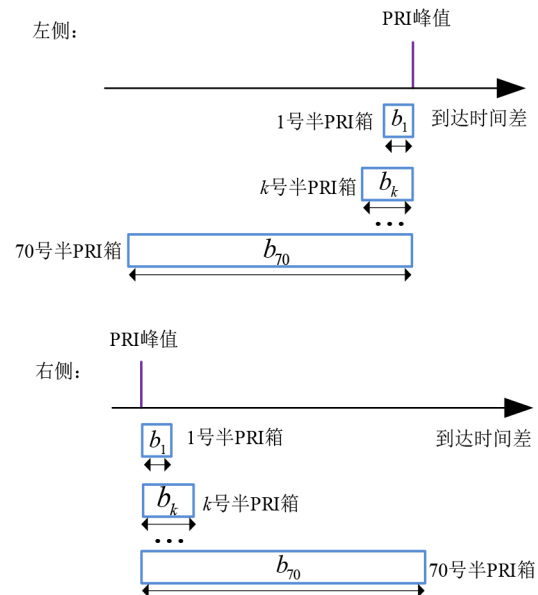 PRI峰值
左侧：
到达时间差
1号半PRI箱 b₁
k号半PRI箱 bₖ
...
70号半PRI箱 b₇₀
PRI峰值
右侧：
到达时间差
b₁ 1号半PRI箱
bₖ k号半PRI箱
...
b₇₀ 70号半PRI箱